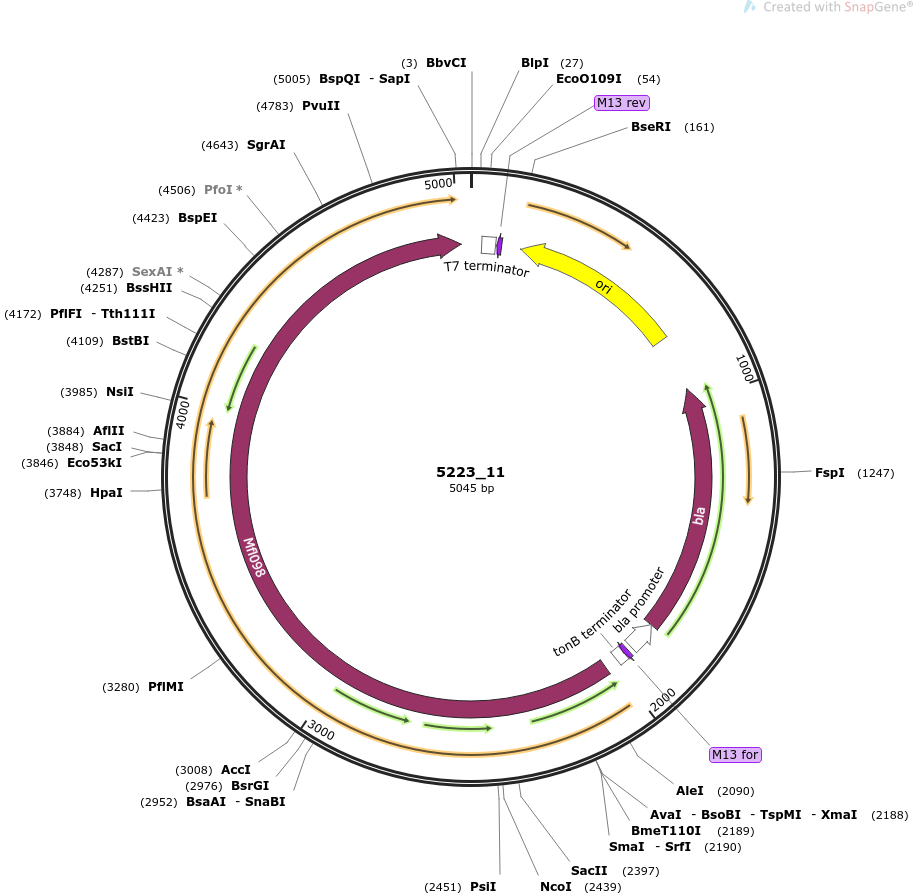 Created with SnapGene®
(3) BbvCI
BlpI (27)
(5005) BspQI - SapI
EcoO109I (54)
(4783) PvuII
M13 rev
BseRI (161)
(4643) SgrAI
5000
(4506) PfoI *
(4423) BspEI
T7 terminator
(4287) SexAI *
(4251) BssHII
ori
(4172) PflFI - Tth111I
(4109) BstBI
1000
(3985) NsiI
4000
(3884) AflII
(3848) SacI
(3846) Eco53kI
5223_11
5045 bp
FspI (1247)
(3748) HpaI
bla
Mfl098
bla promoter
tonB terminator
(3280) PflMI
2000
3000
M13 for
(3008) AccI
(2976) BsrGI
(2952) BsaAI - SnaBI
AleI (2090)
AvaI - BsoBI - TspMI - XmaI (2188)
BmeT110I (2189)
SmaI - SrfI (2190)
SacII (2397)
(2451) PsiI
NcoI (2439)